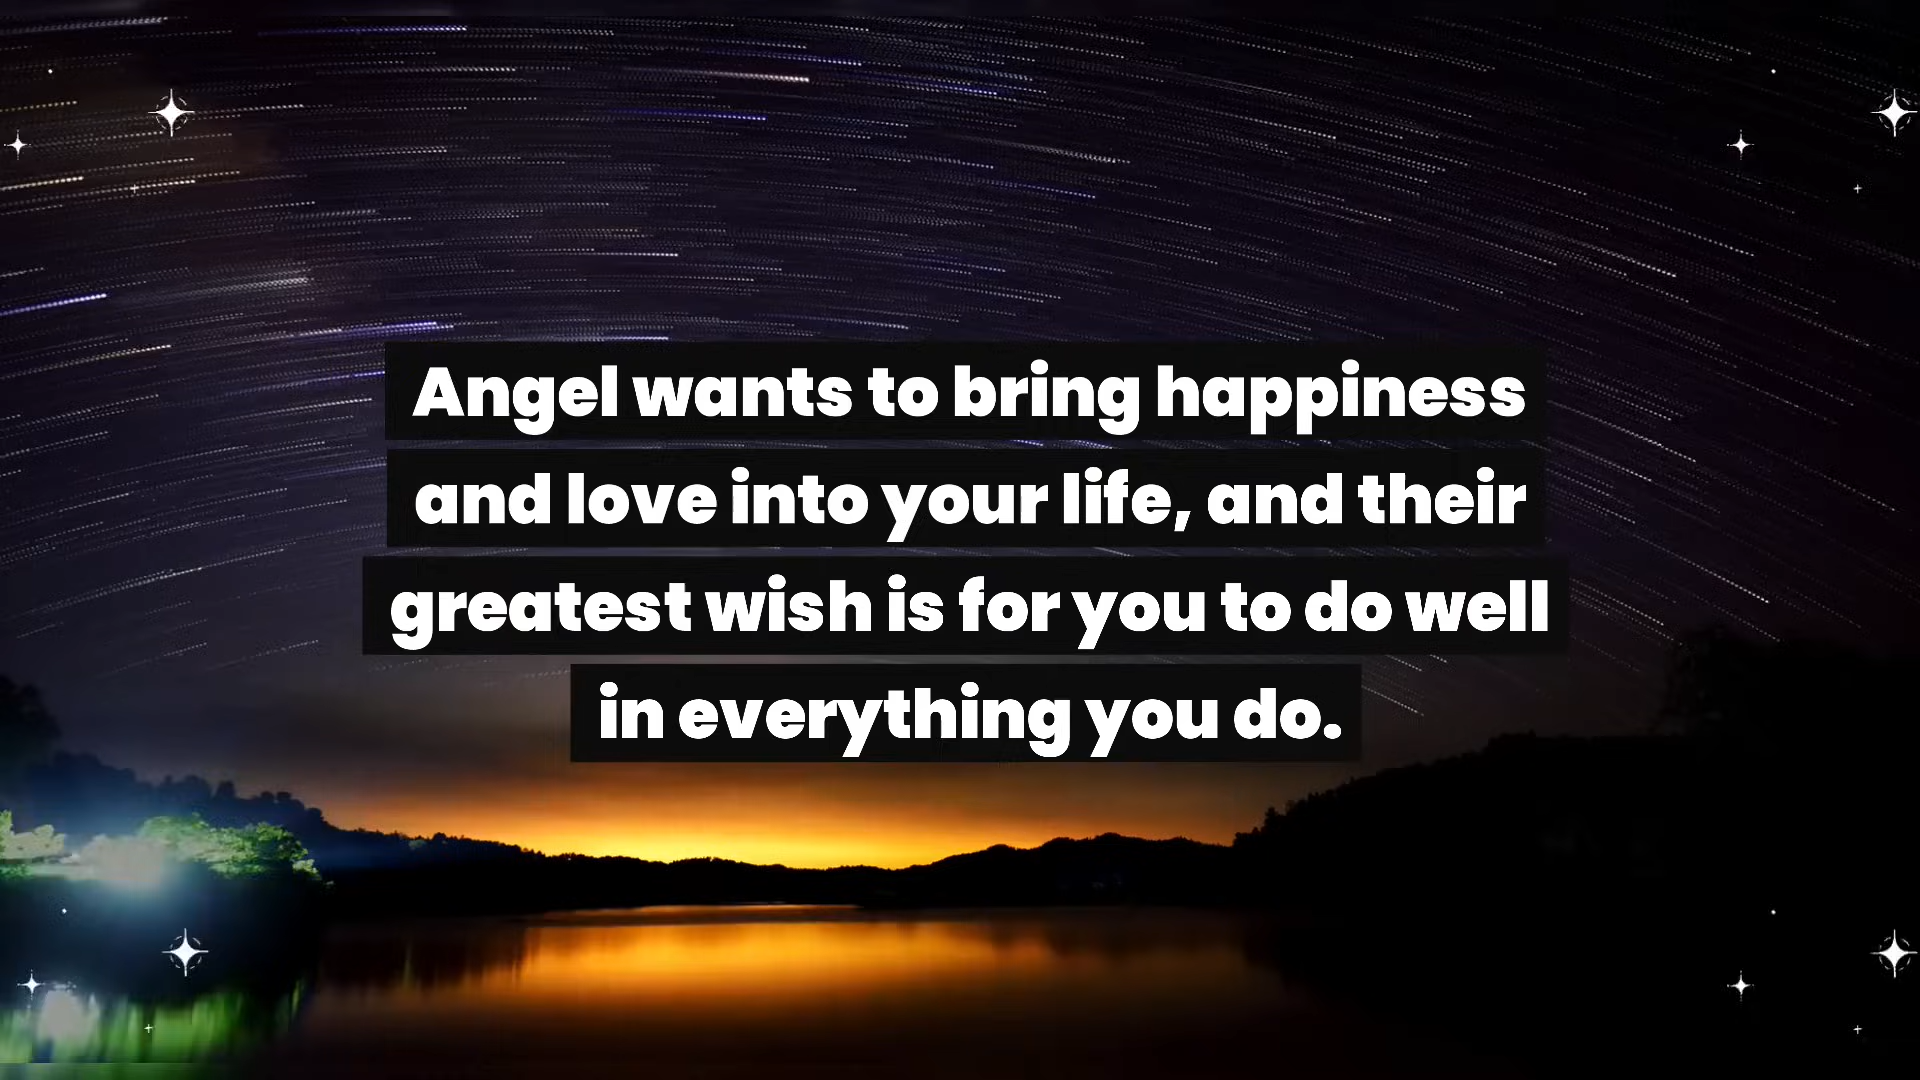 Angel wants to bring happiness
and love into your life, and their
greatest wish is for you to do well
in everything you do.